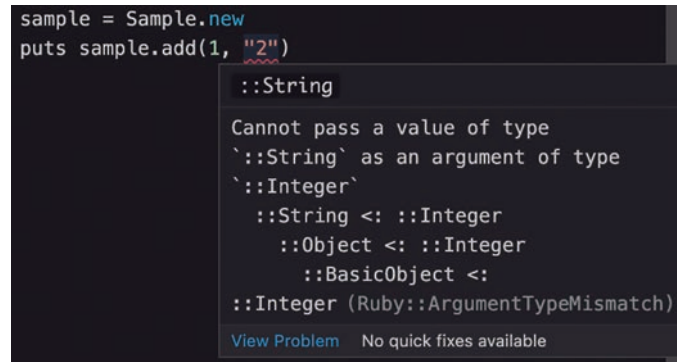 sample = Sample.new
puts sample.add(1, "2")
::String
Cannot pass a value of type
`::String` as an argument of type
`::Integer`
::String <: ::Integer
::Object <: ::Integer
::BasicObject <:
::Integer (Ruby::ArgumentTypeMismatch)
View Problem No quick fixes available